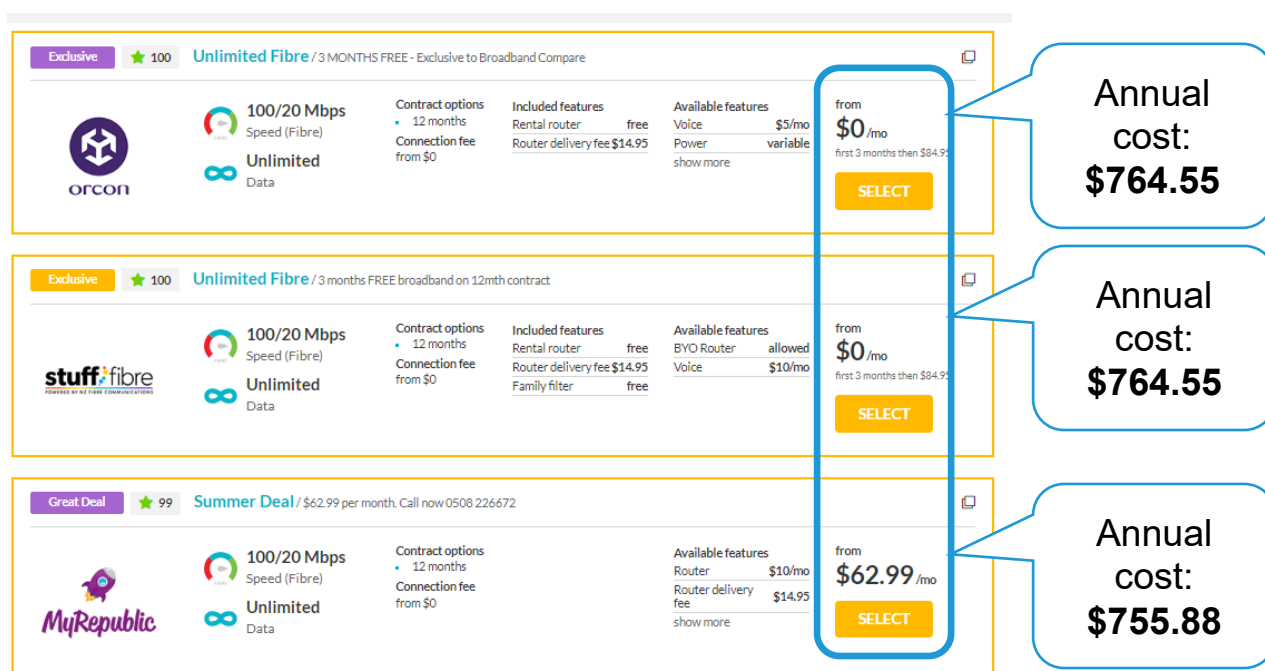 Exclusive 100 Unlimited Fibre / 3 MONTHS FREE - Exclusive to Broadband Compare
orcon
100/20 Mbps
Speed (Fibre)
Unlimited
Data
Contract options
12 months
Connection fee
from $0
Included features
Rental router free
Router delivery fee $14.95
Available features
Voice $5/mo
Power variable
show more
from
$0 /mo
first 3 months then $84.95
SELECT
Annual
cost:
$764.55
Exclusive 100 Unlimited Fibre / 3 months FREE broadband on 12mth contract
stuff fibre
POWERED BY NZ FIBRE COMMUNICATIONS
100/20 Mbps
Speed (Fibre)
Unlimited
Data
Contract options
12 months
Connection fee
from $0
Included features
Rental router free
Router delivery fee $14.95
Family filter free
Available features
BYO Router allowed
Voice $10/mo
from
$0 /mo
first 3 months then $84.95
SELECT
Annual
cost:
$764.55
Great Deal 99 Summer Deal / $62.99 per month. Call now 0508 226672
MyRepublic
100/20 Mbps
Speed (Fibre)
Unlimited
Data
Contract options
12 months
Connection fee
from $0
Available features
Router $10/mo
Router delivery
fee $14.95
show more
from
$62.99 /mo
SELECT
Annual
cost:
$755.88